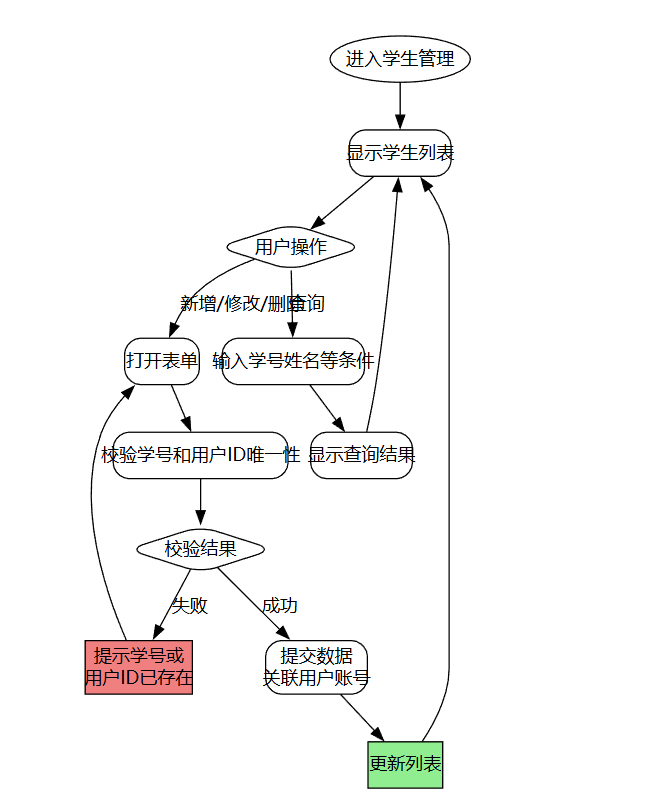 进入学生管理
显示学生列表
用户操作
新增/修改/删除
查询
打开表单
输入学号姓名等条件
校验学号和用户ID唯一性
显示查询结果
校验结果
失败
成功
提示学号或
用户ID已存在
提交数据
关联用户账号
更新列表